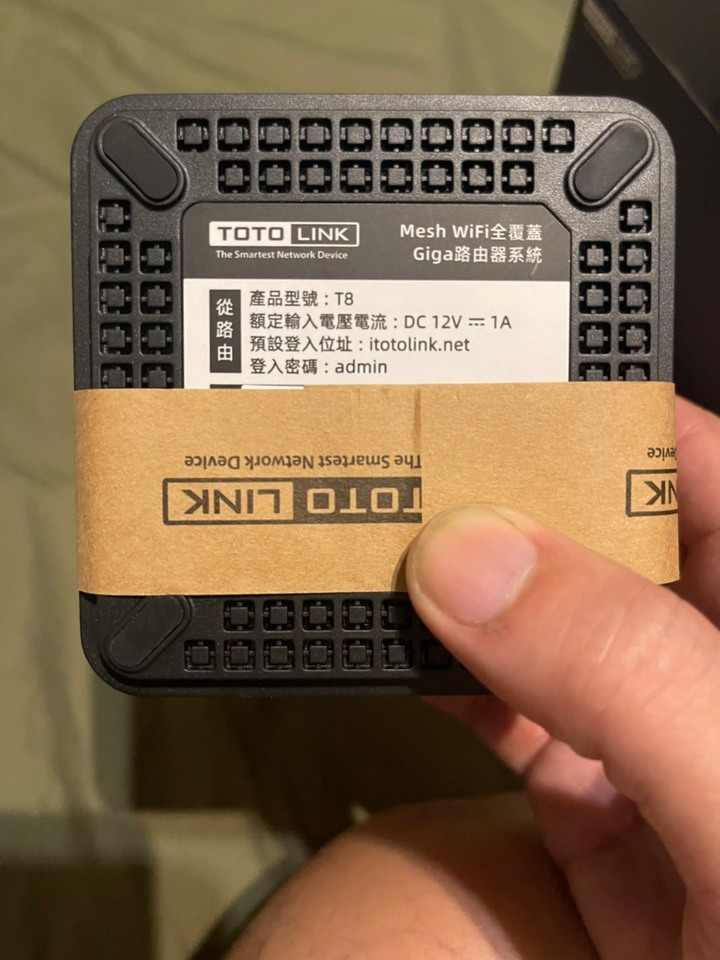 TOTO LINK
The Smartest Network Device
Mesh WiFi全覆蓋
Giga路由器系統
從路由
產品型號：T8
額定輸入電壓電流：DC 12V ⎓ 1A
預設登入位址：itotolink.net
登入密碼：admin
The Smartest Network Device
TOTO LINK
Device
NK